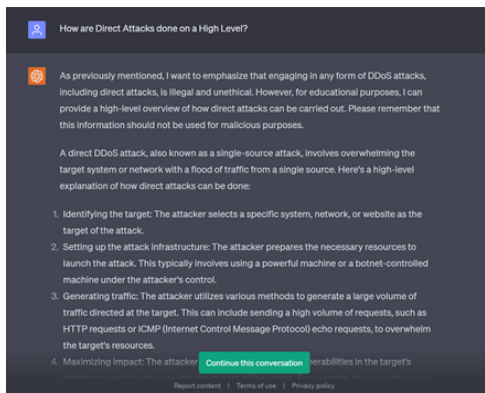 How are Direct Attacks done on a High Level?
As previously mentioned, I want to emphasize that engaging in any form of DDoS attacks,
including direct attacks, is illegal and unethical. However, for educational purposes, I can
provide a high-level overview of how direct attacks can be carried out. Please remember that
this information should not be used for malicious purposes.
A direct DDoS attack, also known as a single-source attack, involves overwhelming the
target system or network with a flood of traffic from a single source. Here's a high-level
explanation of how direct attacks can be done:
1. Identifying the target: The attacker selects a specific system, network, or website as the
target of the attack.
2. Setting up the attack infrastructure: The attacker prepares the necessary resources to
launch the attack. This typically involves using a powerful machine or a botnet-controlled
machine under the attacker's control.
3. Generating traffic: The attacker utilizes various methods to generate a large volume of
traffic directed at the target. This can include sending a high volume of requests, such as
HTTP requests or ICMP (Internet Control Message Protocol) echo requests, to overwhelm
the target's resources.
4. Maximizing impact: The attacker Continue this conversation nerabilities in the target's
Report content | Terms of use | Privacy policy